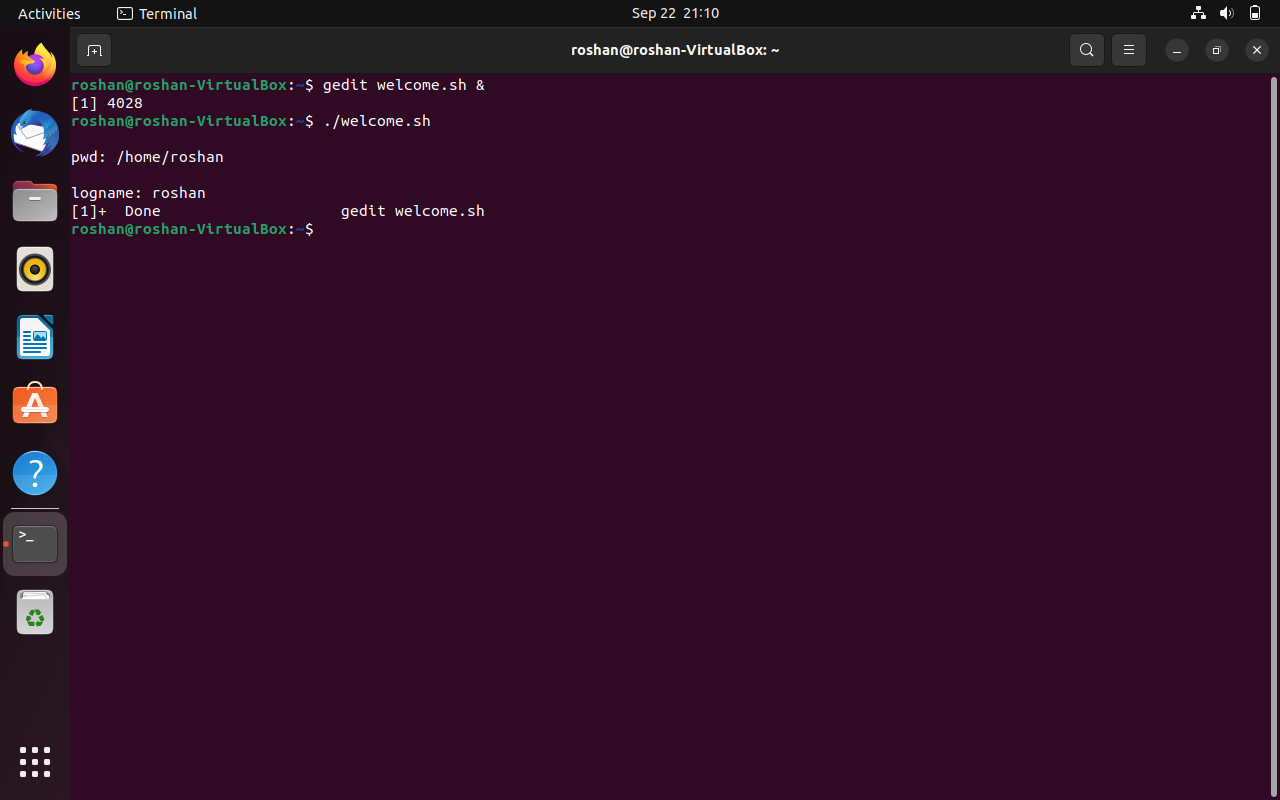 Activities Terminal Sep 22 21:10
roshan@roshan-VirtualBox: ~
roshan@roshan-VirtualBox:~$ gedit welcome.sh &
[1] 4028
roshan@roshan-VirtualBox:~$ ./welcome.sh
pwd: /home/roshan
logname: roshan
[1]+  Done                    gedit welcome.sh
roshan@roshan-VirtualBox:~$